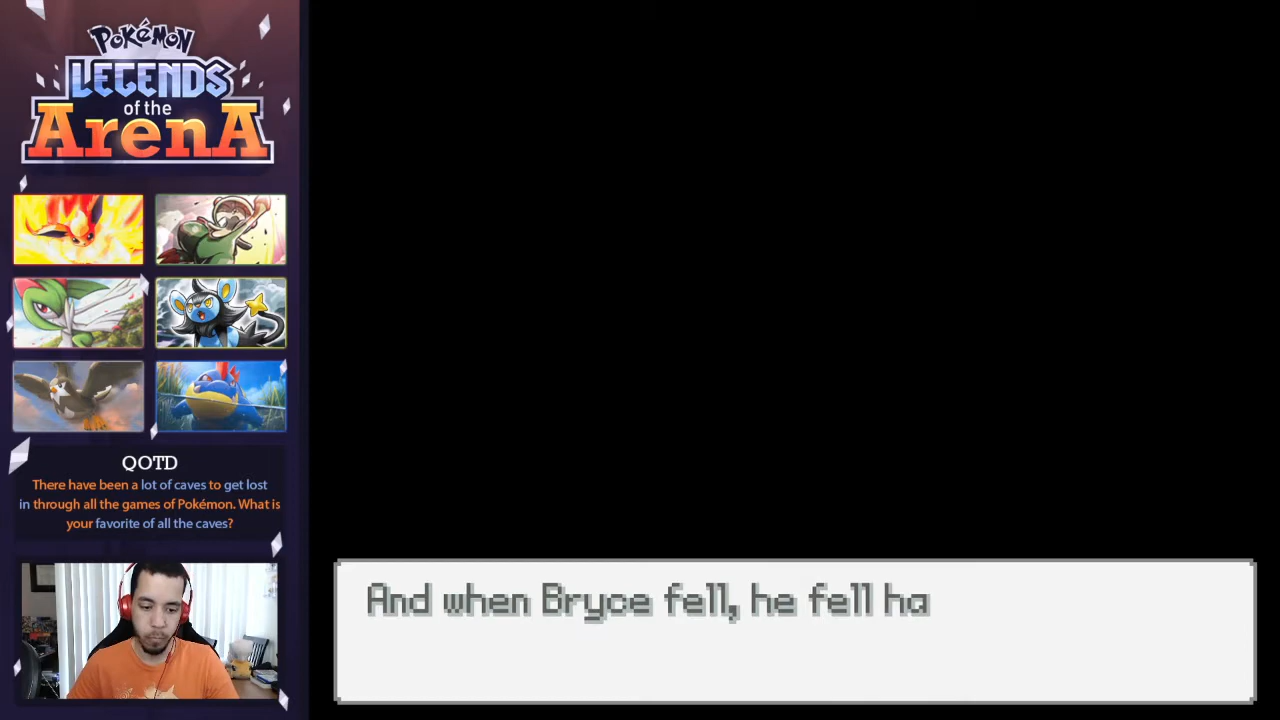 POKéMON
LEGENDS
of the
ArenA
QOTD
There have been a lot of caves to get lost
in through all the games of Pokémon. What is
your favorite of all the caves?
And when Bryce fell, he fell ha